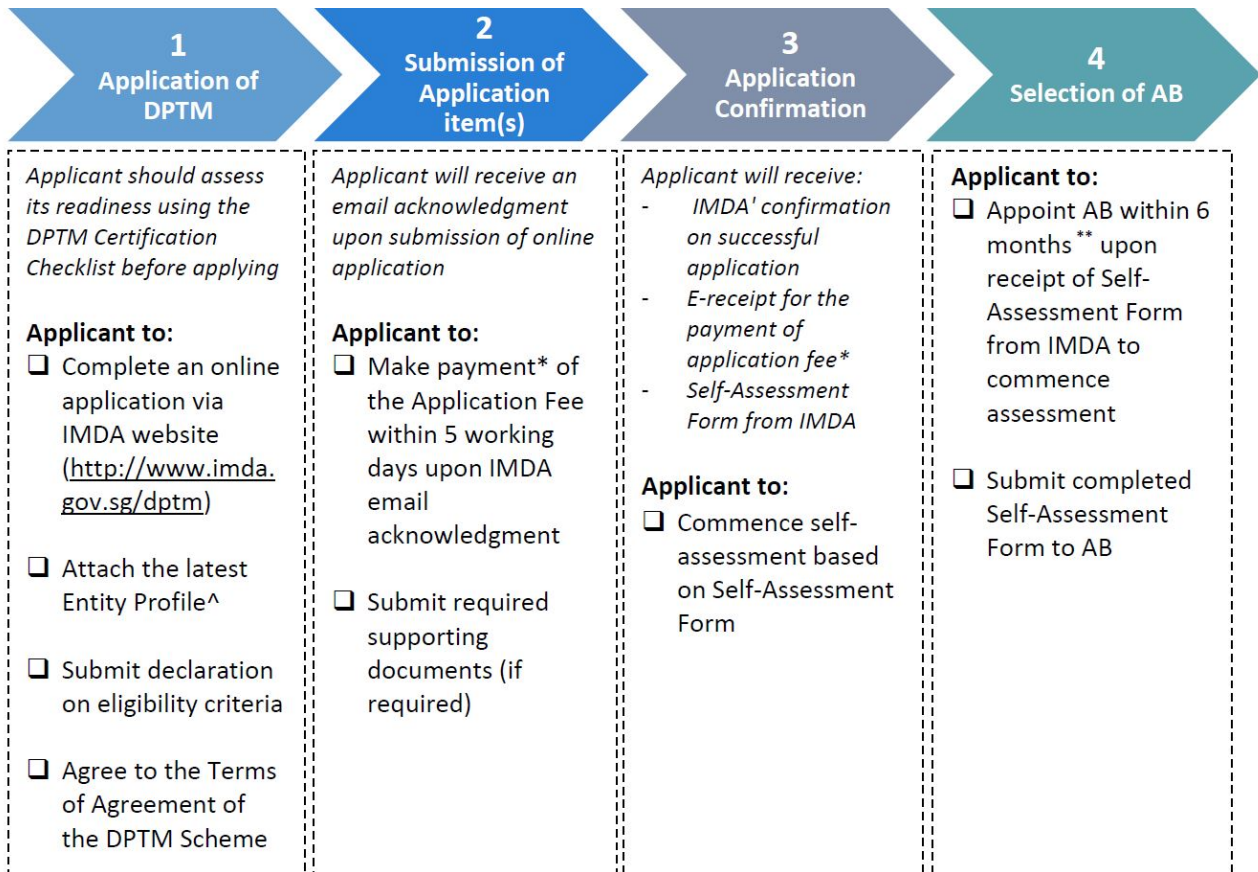 1
Application of
DPTM
2
Submission of
Application
item(s)
3
Application
Confirmation
4
Selection of AB
Applicant should assess
its readiness using the
DPTM Certification
Checklist before applying
Applicant to:
❑ Complete an online
application via
IMDA website
(http://www.imda.
gov.sg/dptm)
❑ Attach the latest
Entity Profile^
❑ Submit declaration
on eligibility criteria
❑ Agree to the Terms
of Agreement of
the DPTM Scheme
Applicant will receive an
email acknowledgment
upon submission of online
application
Applicant to:
❑ Make payment* of
the Application Fee
within 5 working
days upon IMDA
email
acknowledgment
❑ Submit required
supporting
documents (if
required)
Applicant will receive:
- IMDA' confirmation
on successful
application
- E-receipt for the
payment of
application fee*
- Self-Assessment
Form from IMDA
Applicant to:
❑ Commence self-
assessment based
on Self-Assessment
Form
Applicant to:
❑ Appoint AB within 6
months** upon
receipt of Self-
Assessment Form
from IMDA to
commence
assessment
❑ Submit completed
Self-Assessment
Form to AB